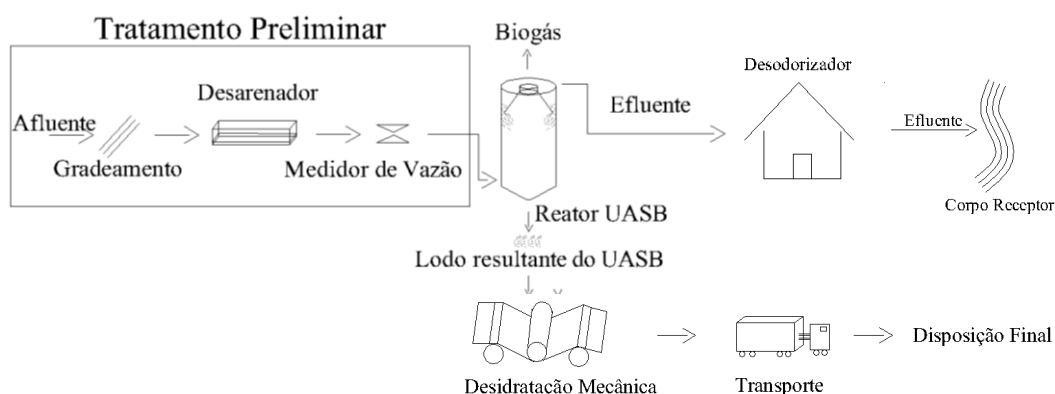 Tratamento Preliminar
Biogás
Desodorizador
Desarenador
Efluente
Afluente
Efluente
Gradeamento
Medidor de Vazão
Corpo Receptor
Reator UASB
Lodo resultante do UASB
Disposição Final
Desidratação Mecânica
Transporte